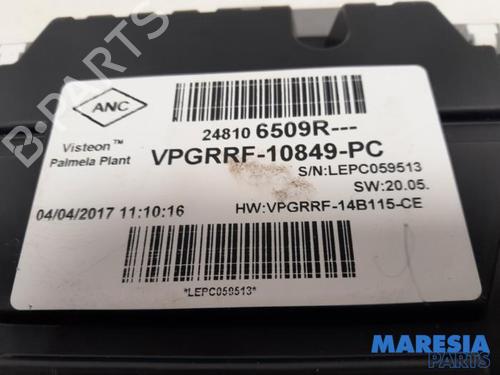 ANC
Visteon™
Palmela Plant
24810 6509R---
VPGRRF-10849-PC
S/N:LEPC059513
SW:20.05.
04/04/2017 11:10:16
HW:VPGRRF-14B115-CE
*LEPC059513*
B-PARTS
MARESIA
PARTS